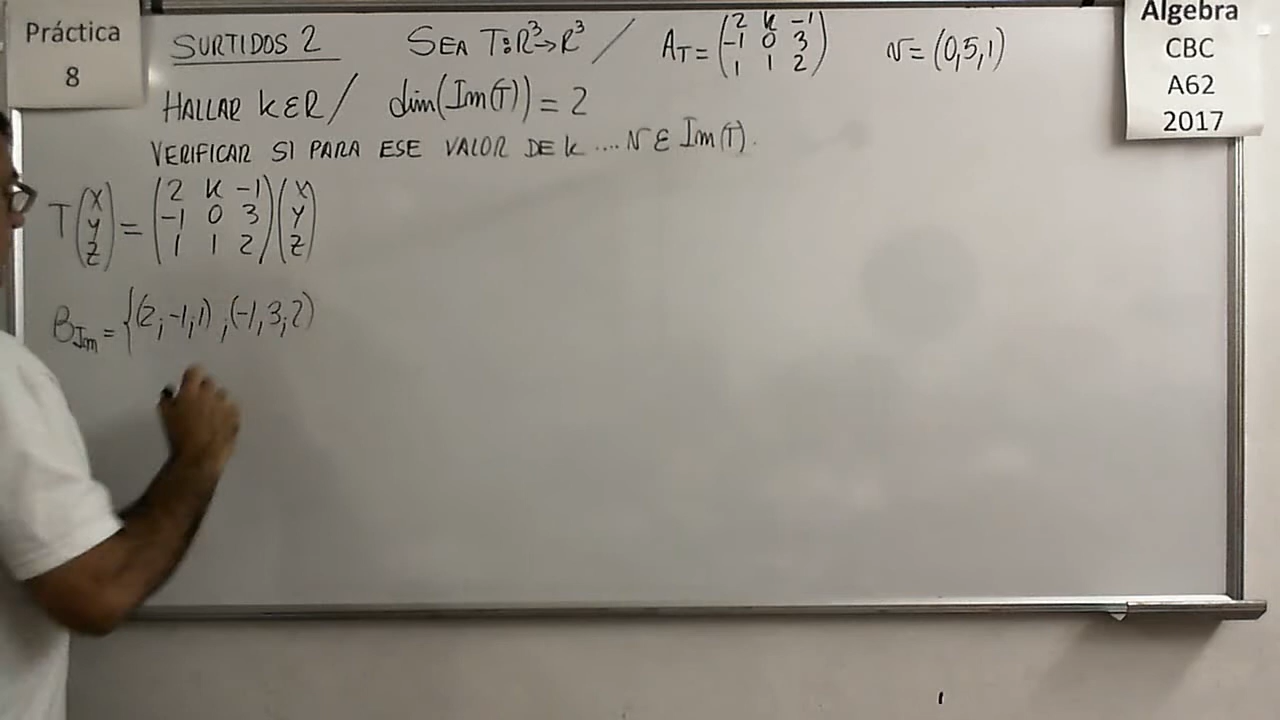 Práctica
8
SURTIDOS 2 SEA T:R³→R³ / A_T = (2 k -1
-1 0 3
1 1 2) N = (0,5,1)
HALLAR k∈R / dim(Im(T)) = 2
VERIFICAR SI PARA ESE VALOR DE k .... N ∈ Im(T).
T(x
y
z) = (2 k -1
-1 0 3
1 1 2)(x
y
z)
B_Im = {(2;-1;1) ;(-1;3;2)
Algebra
CBC
A62
2017